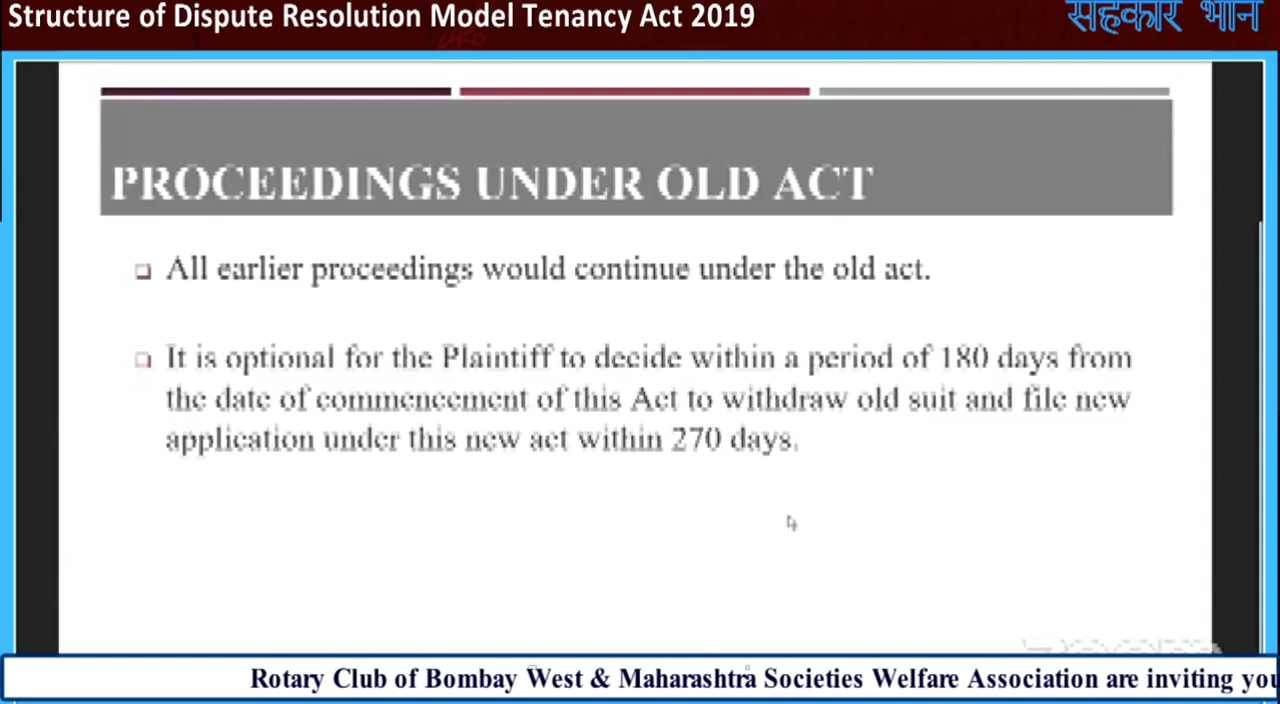 Structure of Dispute Resolution Model Tenancy Act 2019
सहकार भान
PROCEEDINGS UNDER OLD ACT
All earlier proceedings would continue under the old act.
It is optional for the Plaintiff to decide within a period of 180 days from
the date of commencement of this Act to withdraw old suit and file new
application under this new act within 270 days.
Rotary Club of Bombay West & Maharashtra Societies Welfare Association are inviting you